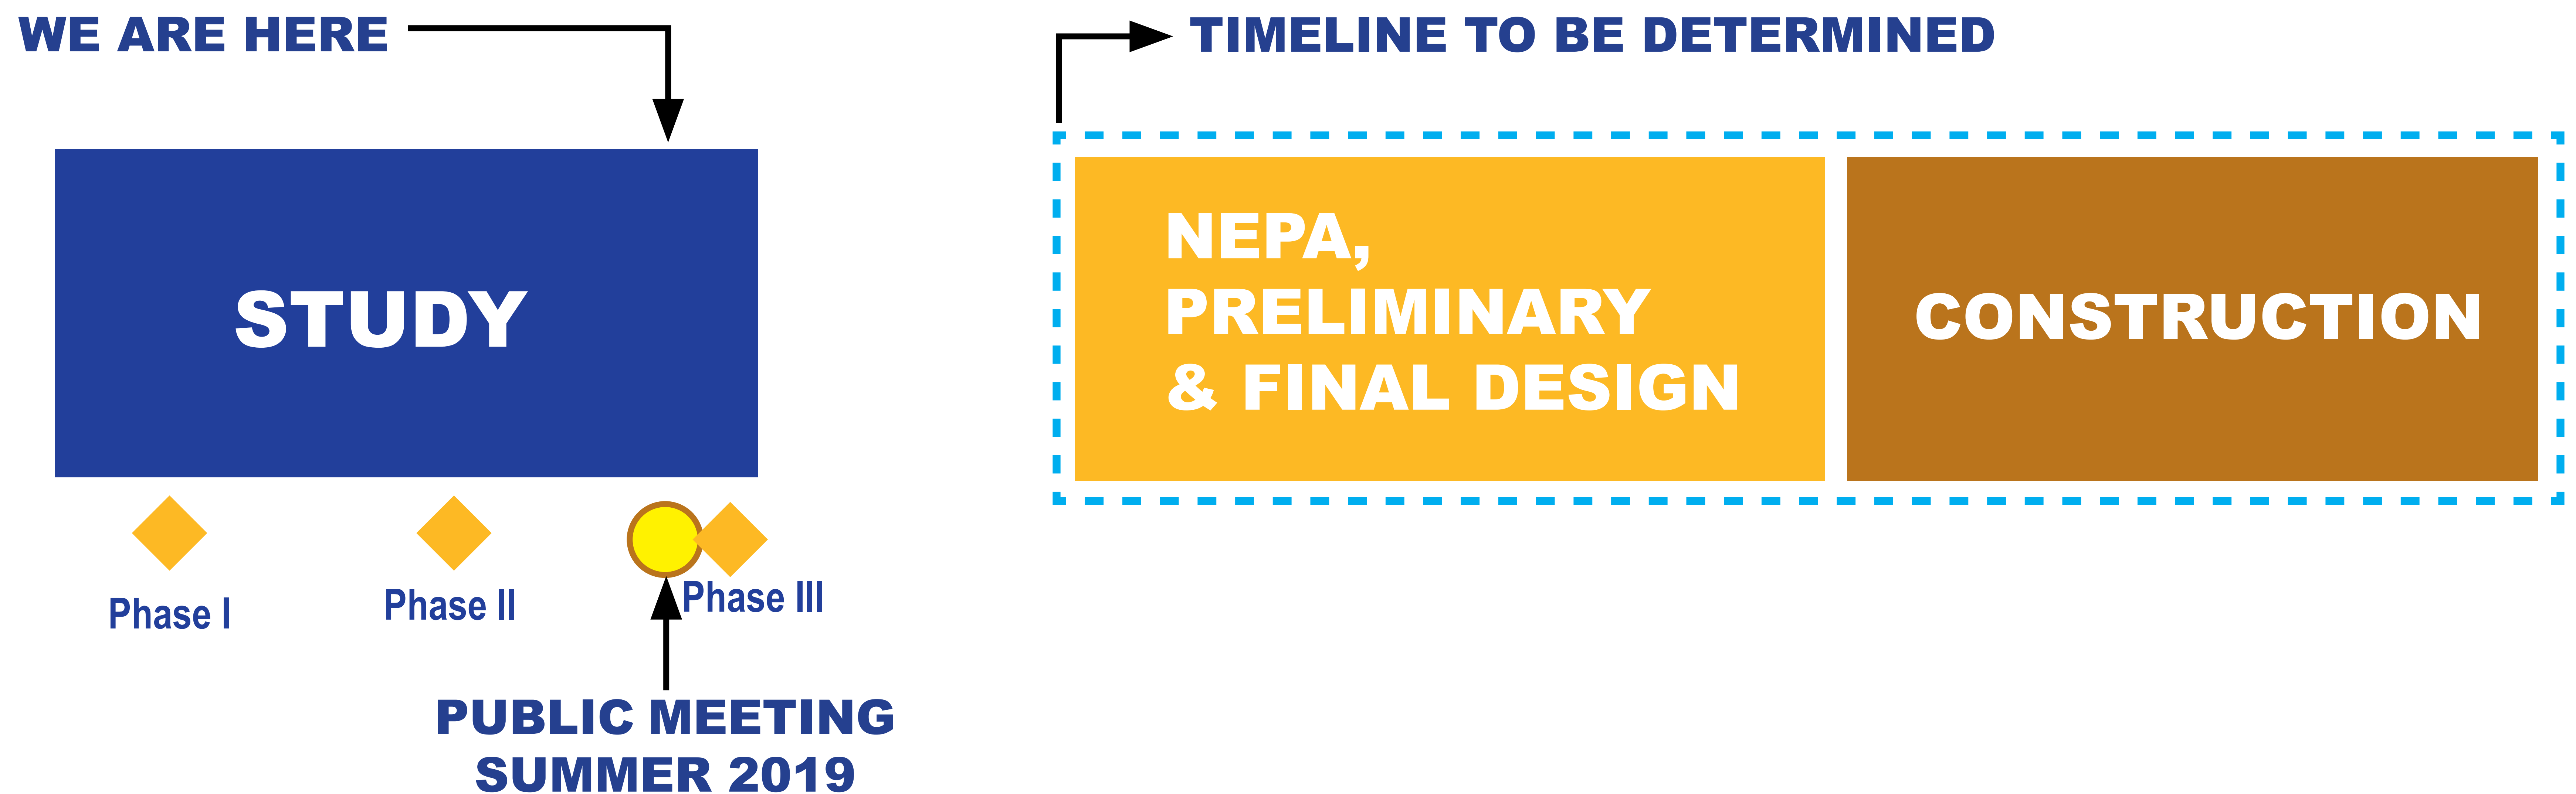 WE ARE HERE
TIMELINE TO BE DETERMINED
STUDY
NEPA,
PRELIMINARY
& FINAL DESIGN
CONSTRUCTION
Phase I
Phase II
Phase III
PUBLIC MEETING
SUMMER 2019